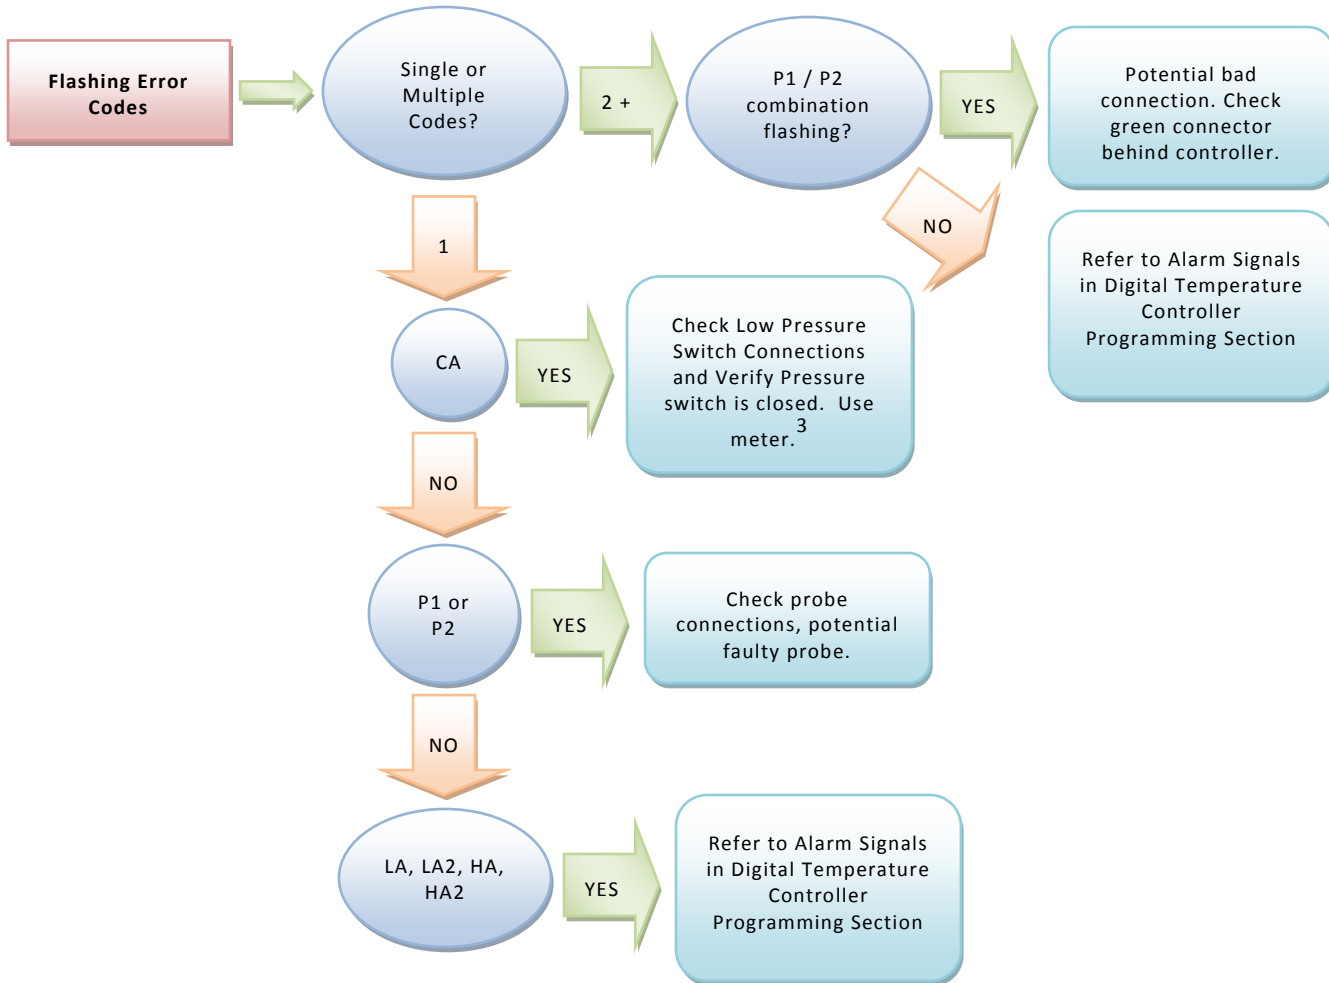 Flashing Error
Codes
Single or
Multiple
Codes?
2 +
P1 / P2
combination
flashing?
YES
Potential bad
connection. Check
green connector
behind controller.
NO
Refer to Alarm Signals
in Digital Temperature
Controller
Programming Section
1
CA
YES
Check Low Pressure
Switch Connections
and Verify Pressure
switch is closed.  Use
meter.3
NO
P1 or
P2
YES
Check probe
connections, potential
faulty probe.
NO
LA, LA2, HA,
HA2
YES
Refer to Alarm Signals
in Digital Temperature
Controller
Programming Section